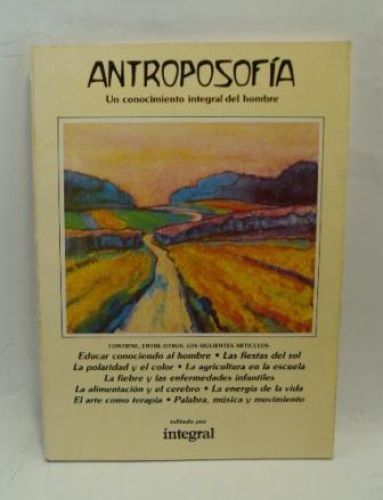 ANTROPOSOFÍA
Un conocimiento integral del hombre
CONTIENE, ENTRE OTROS, LOS SIGUIENTES ARTICULOS:
Educar conociendo al hombre • Las fiestas del sol
La polaridad y el color • La agricultura en la escuela
La fiebre y las enfermedades infantiles
La alimentación y el cerebro • La energía de la vida
El arte como terapia • Palabra, música y movimiento
editado por
integral